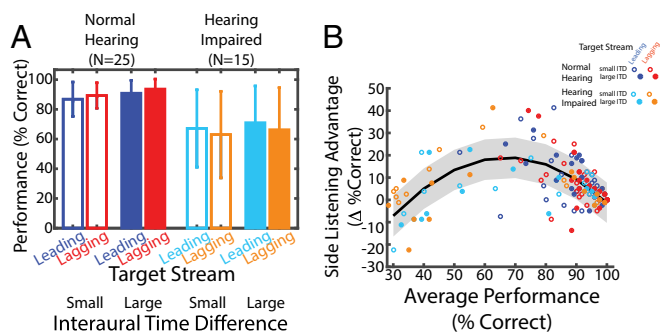 A
Normal
Hearing
(N=25)
Hearing
Impaired
(N=15)
Performance (% Correct)
100
80
60
40
20
0
Leading
Lagging
Leading
Lagging
Leading
Lagging
Leading
Lagging
Target Stream
Small Large Small Large
Interaural Time Difference
B
Target Stream
Leading
Lagging
Normal small ITD
Hearing large ITD
Hearing small ITD
Impaired large ITD
Side Listening Advantage
(Δ %Correct)
50
40
30
20
10
0
-10
-20
-30
30 40 50 60 70 80 90 100
Average Performance
(% Correct)